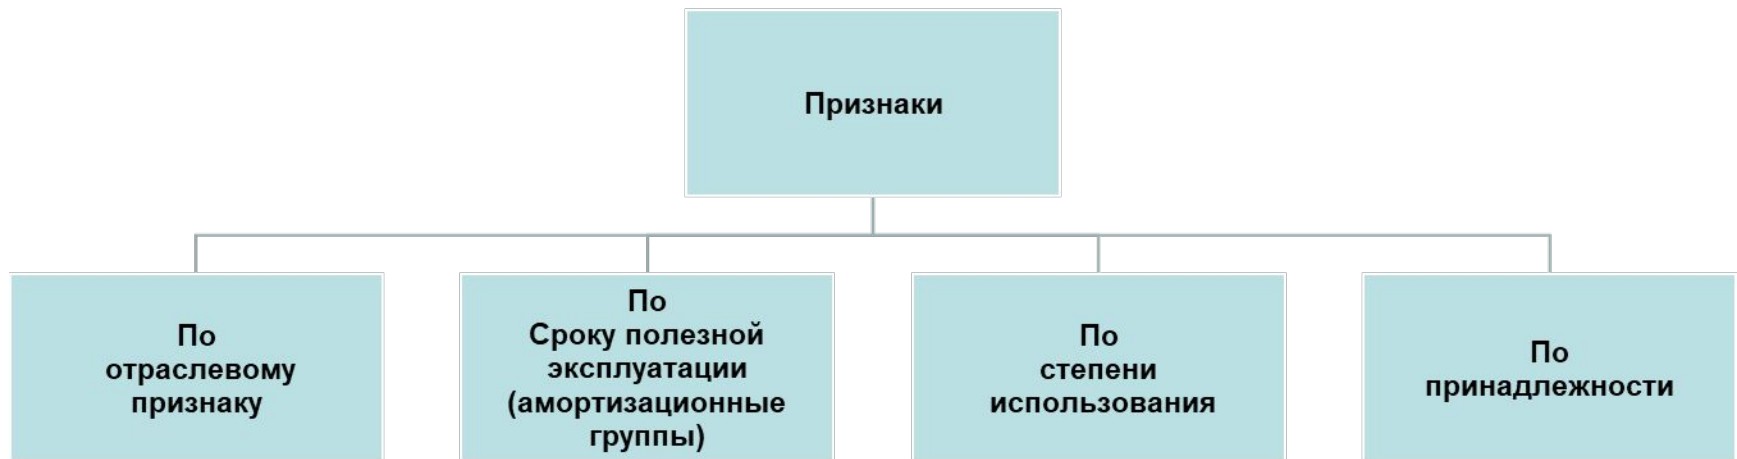 Признаки
По
отраслевому
признаку
По
Сроку полезной
эксплуатации
(амортизационные
группы)
По
степени
использования
По
принадлежности